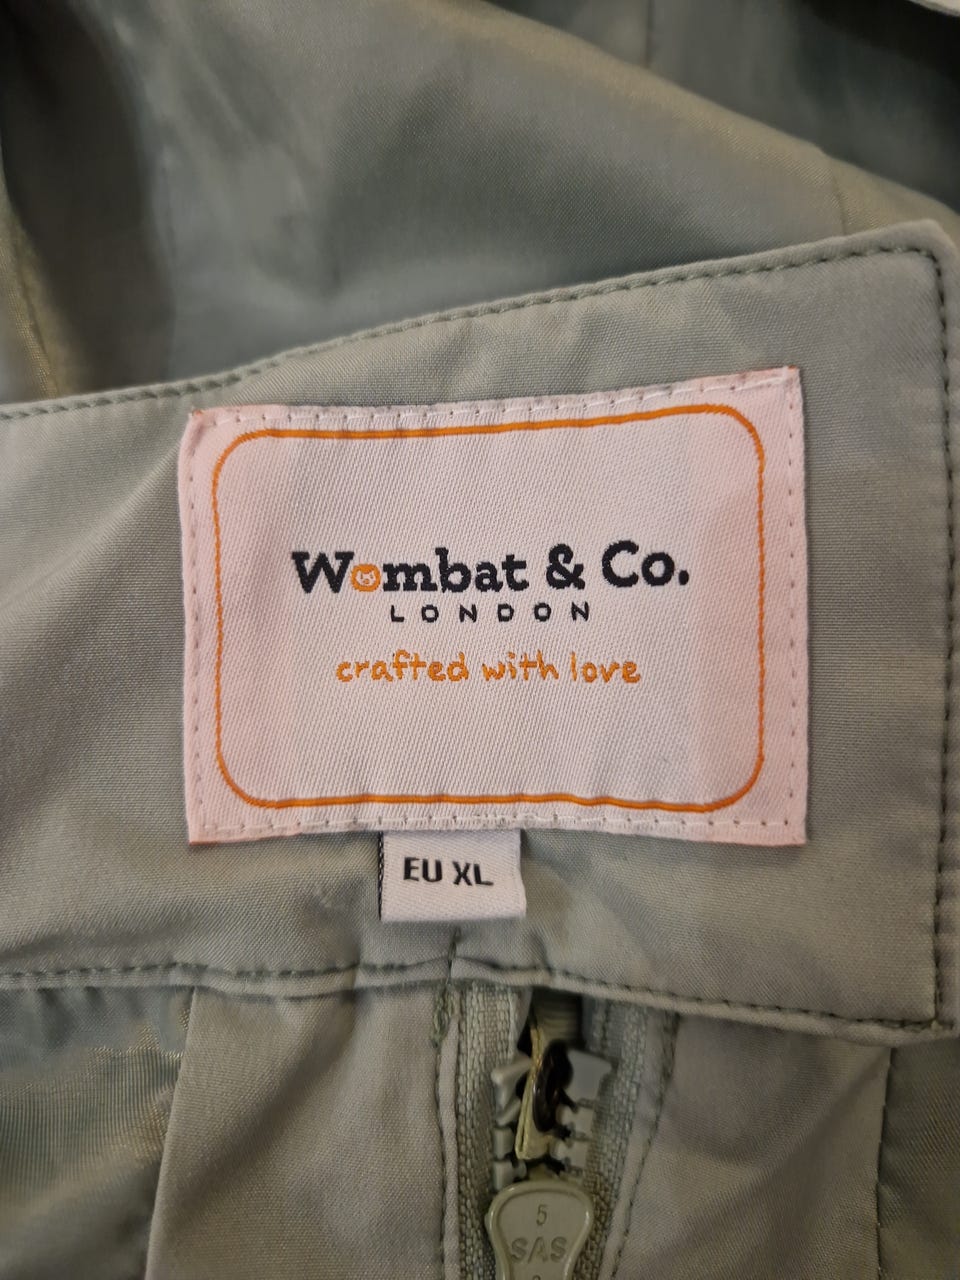 Wombat & Co.
LONDON
crafted with love
EU XL
5
SAS